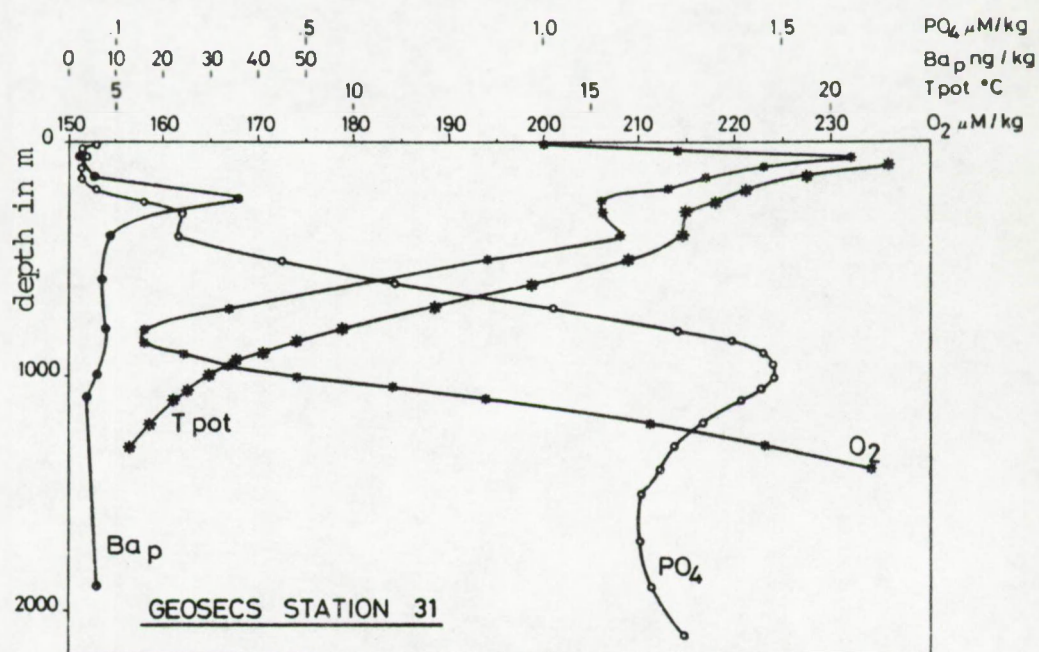 .1 .5 1.0 1.5 PO4 μM/kg
0 10 20 30 40 50 Bap ng/kg
5 10 15 20 Tpot °C
150 160 170 180 190 200 210 220 230 O2 μM/kg
0
depth in m
1000
2000
Tpot
O2
Bap
PO4
GEOSECS STATION 31